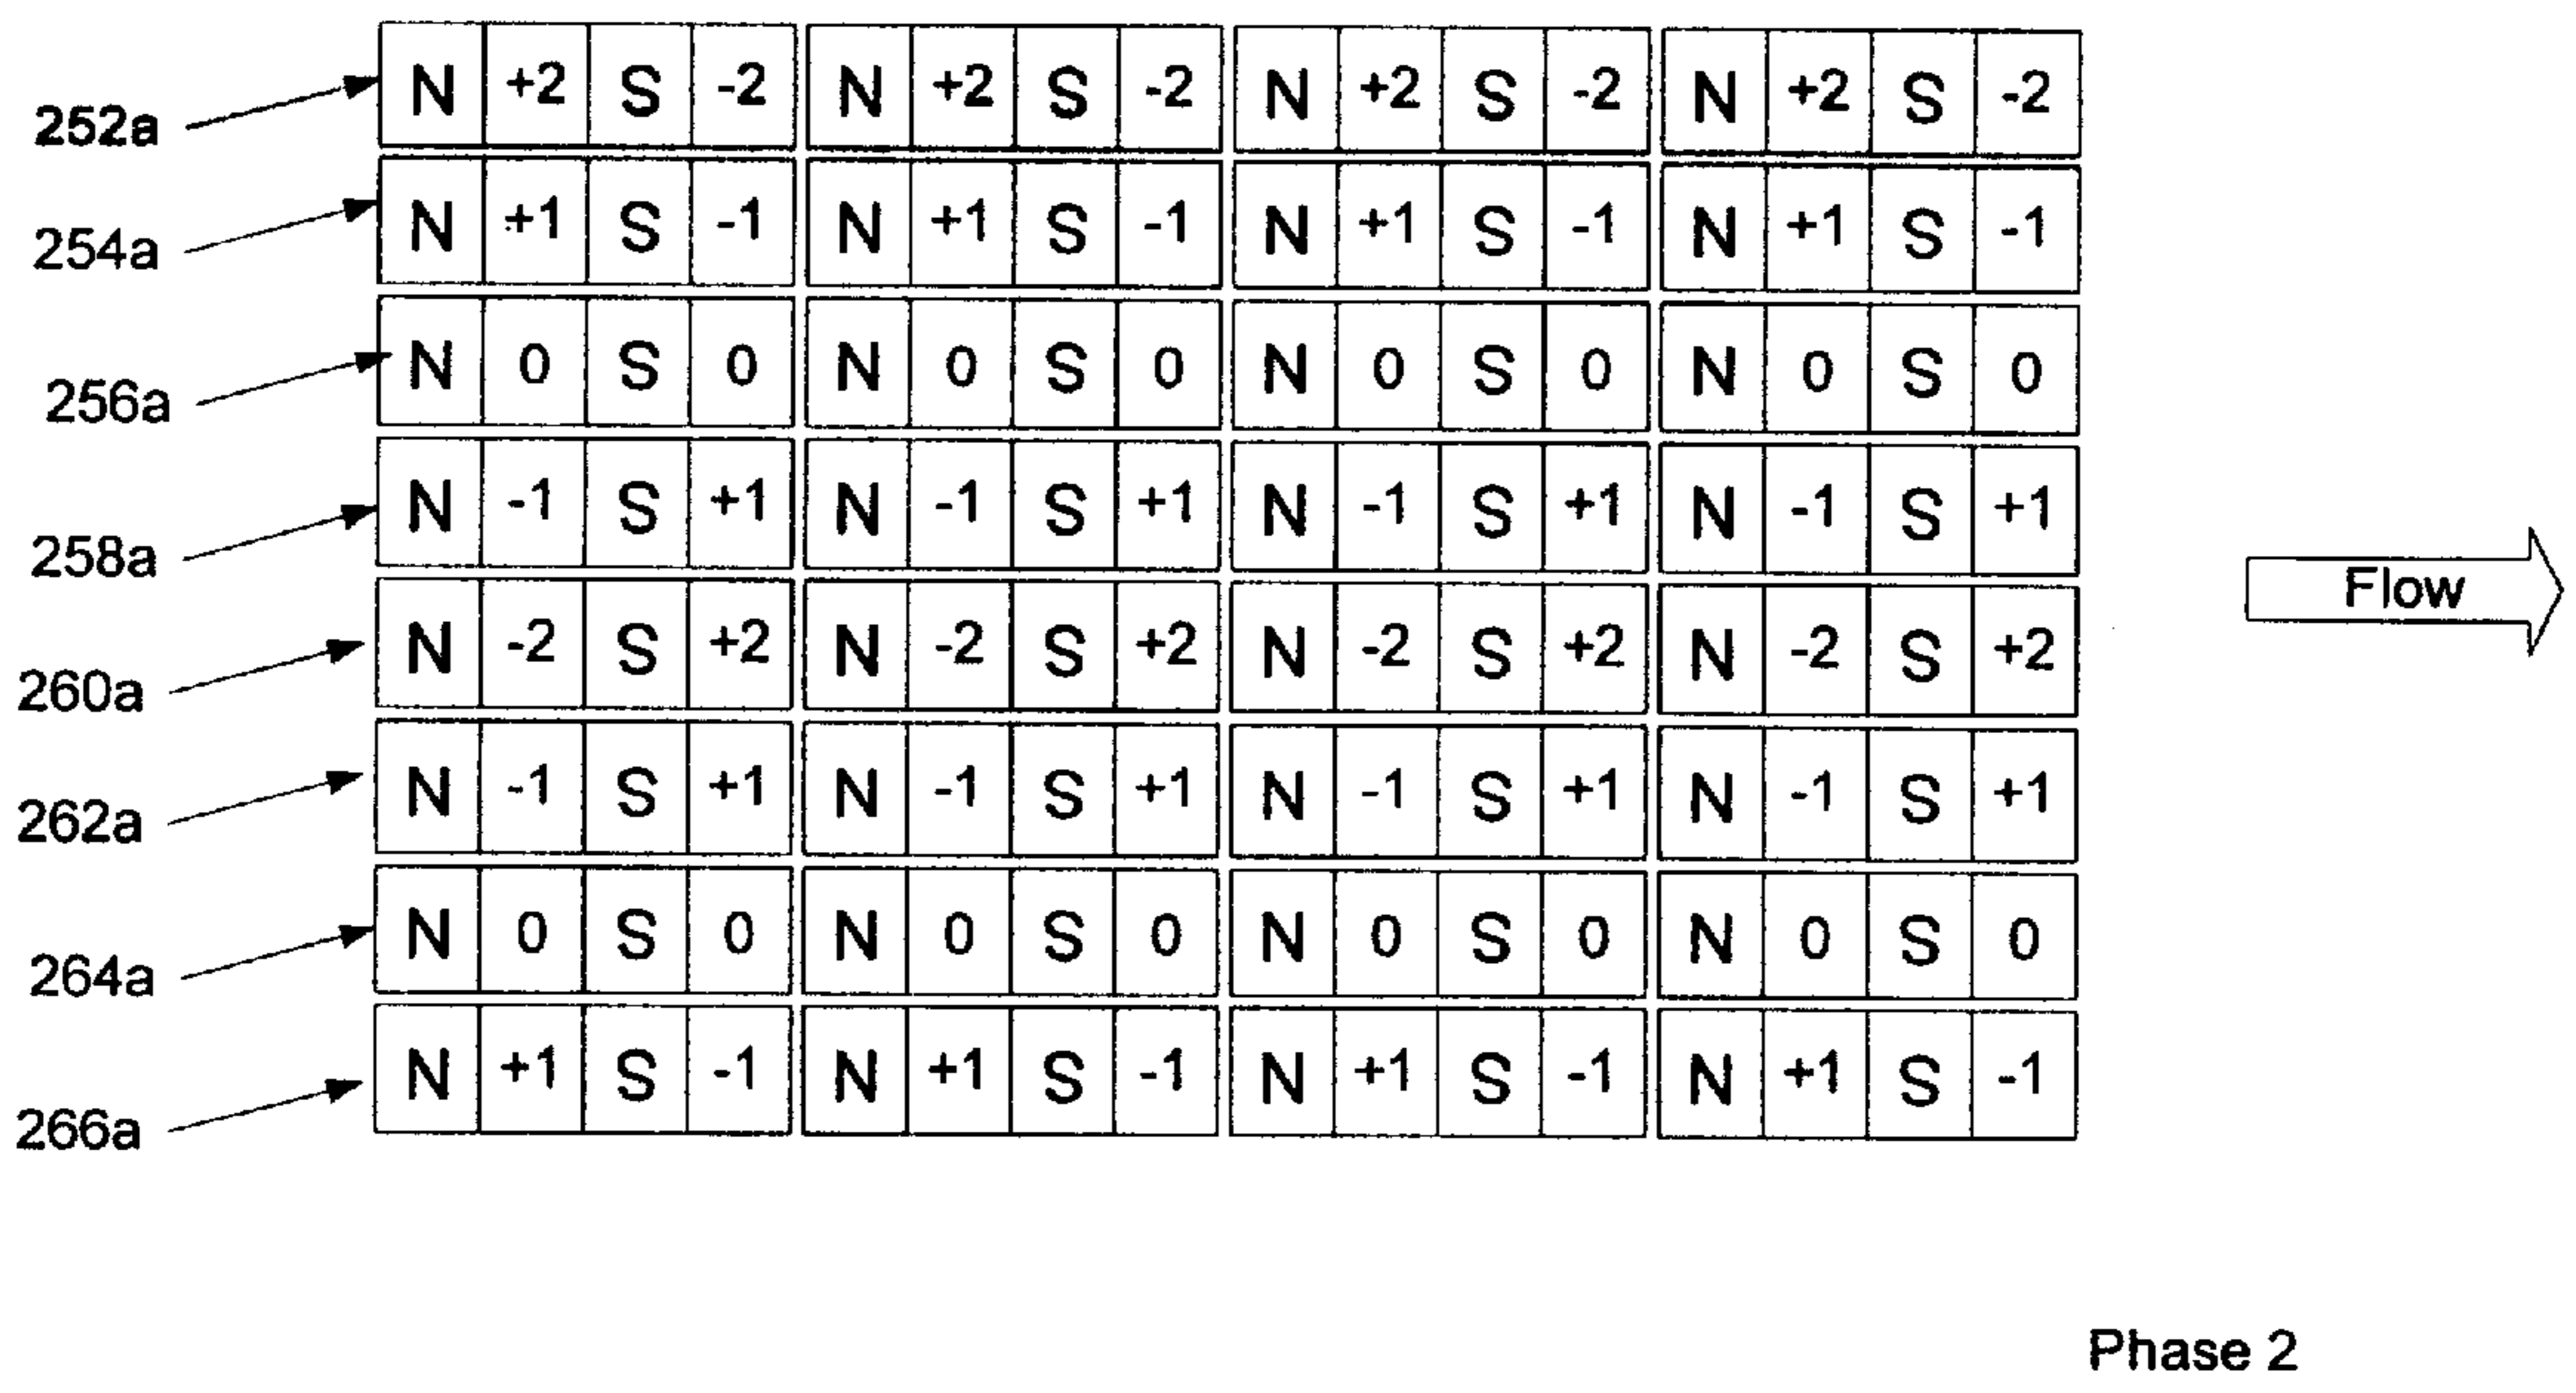 252a N +2 S -2 N +2 S -2 N +2 S -2 N +2 S -2
254a N +1 S -1 N +1 S -1 N +1 S -1 N +1 S -1
256a N 0 S 0 N 0 S 0 N 0 S 0 N 0 S 0
258a N -1 S +1 N -1 S +1 N -1 S +1 N -1 S +1
Flow
260a N -2 S +2 N -2 S +2 N -2 S +2 N -2 S +2
262a N -1 S +1 N -1 S +1 N -1 S +1 N -1 S +1
264a N 0 S 0 N 0 S 0 N 0 S 0 N 0 S 0
266a N +1 S -1 N +1 S -1 N +1 S -1 N +1 S -1
Phase 2